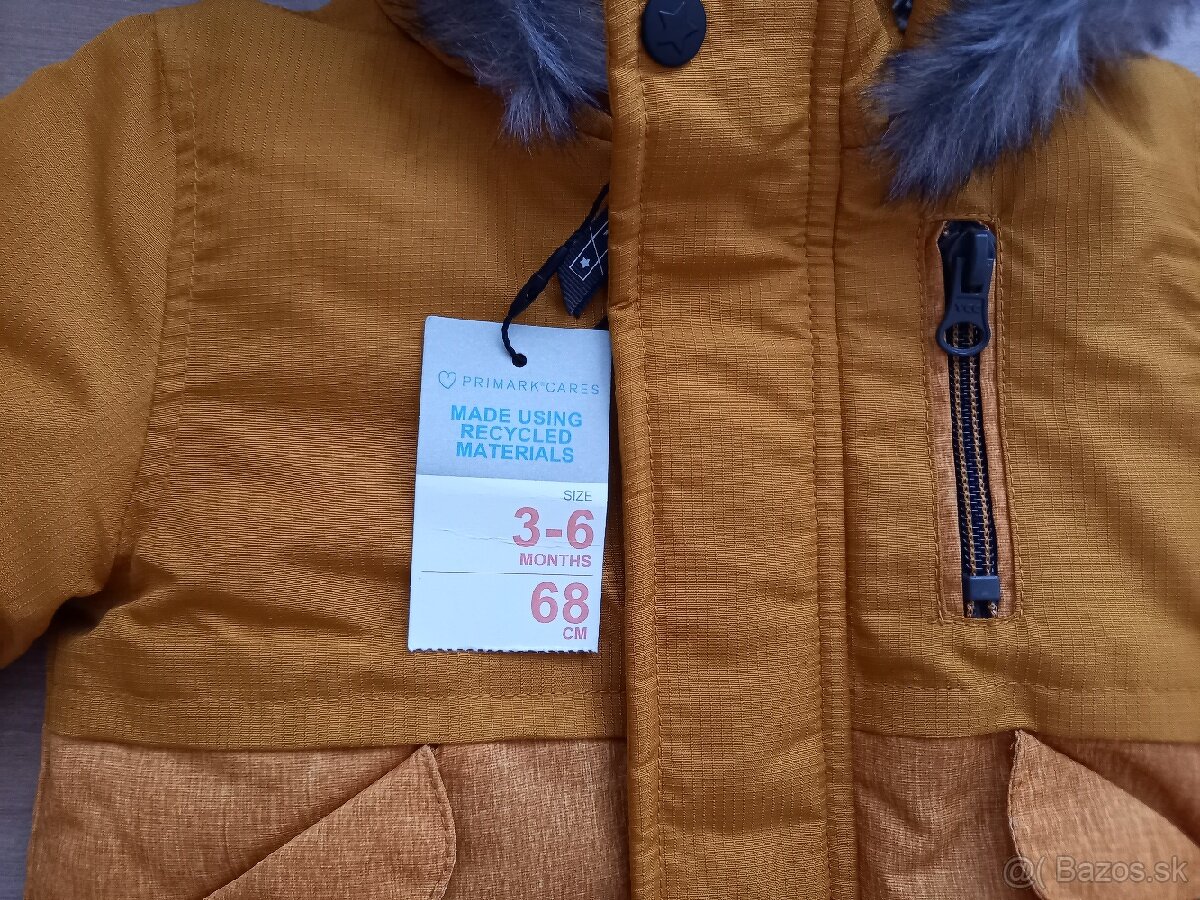 PRIMARK®CARES
MADE USING
RECYCLED
MATERIALS
SIZE
3-6
MONTHS
68
CM
@( Bazos.sk